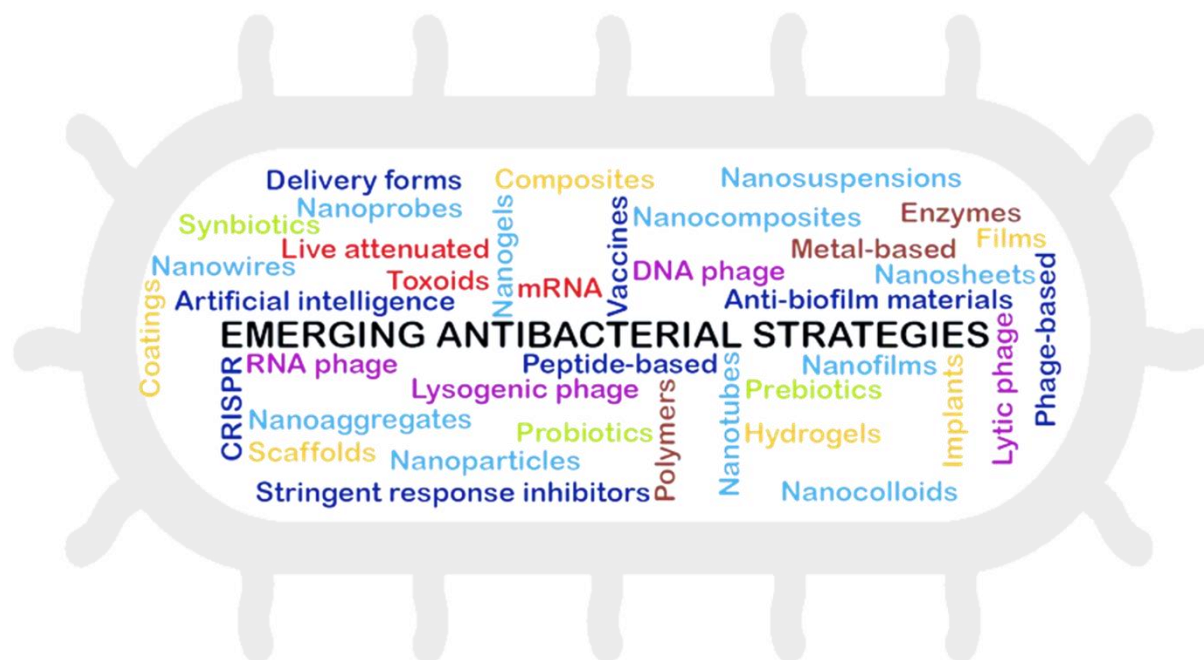 Delivery forms
Composites
Nanosuspensions
Nanoprobes
Synbiotics
Nanogels
Vaccines
Nanocomposites
Enzymes
Live attenuated
Metal-based
Films
Nanowires
Toxoids
mRNA
DNA phage
Nanosheets
Coatings
Artificial intelligence
Anti-biofilm materials
Phage-based
EMERGING ANTIBACTERIAL STRATEGIES
CRISPR
RNA phage
Peptide-based
Nanofilms
Lysogenic phage
Polymers
Nanotubes
Prebiotics
Implants
Lytic phage
Nanoaggregates
Probiotics
Hydrogels
Scaffolds
Nanoparticles
Stringent response inhibitors
Nanocolloids